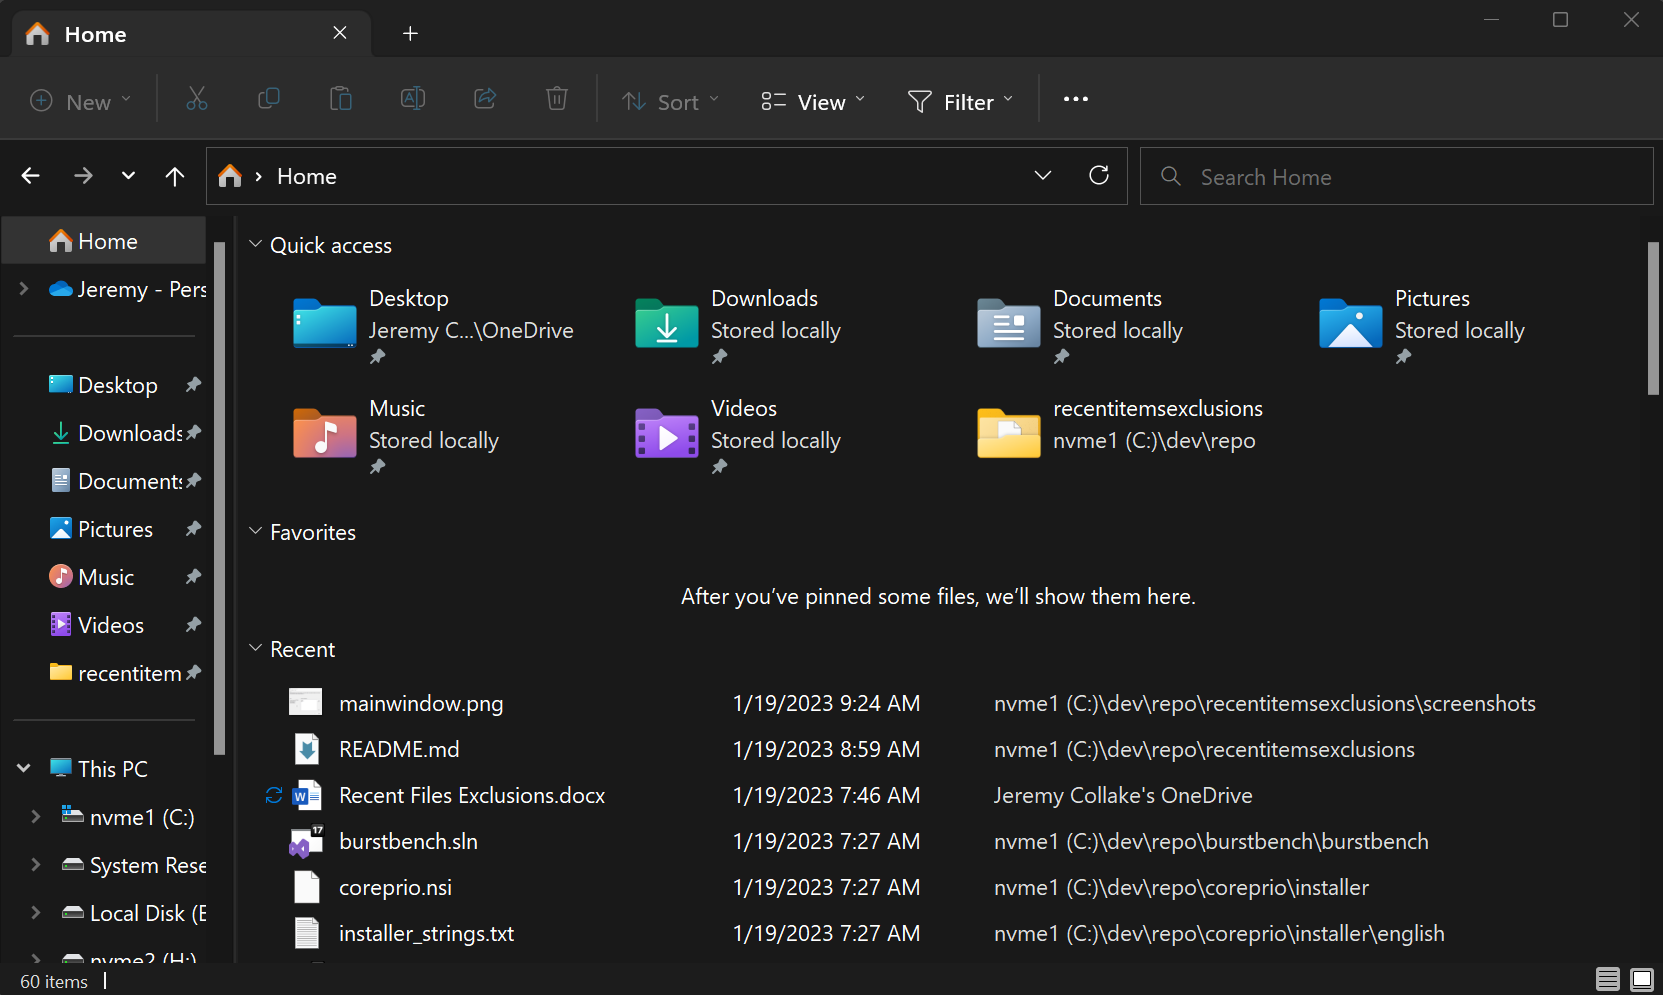 Home
New
Sort
View
Filter
Home
Search Home
Home
Jeremy - Pers
Desktop
Downloads
Documents
Pictures
Music
Videos
recentitem
This PC
nvme1 (C:)
System Rese
Local Disk (E
nvme2 (H:)
Quick access
Desktop
Jeremy C...\OneDrive
Downloads
Stored locally
Documents
Stored locally
Pictures
Stored locally
Music
Stored locally
Videos
Stored locally
recentitemsexclusions
nvme1 (C:)\dev\repo
Favorites
After you’ve pinned some files, we’ll show them here.
Recent
mainwindow.png 1/19/2023 9:24 AM nvme1 (C:)\dev\repo\recentitemsexclusions\screenshots
README.md 1/19/2023 8:59 AM nvme1 (C:)\dev\repo\recentitemsexclusions
W Recent Files Exclusions.docx 1/19/2023 7:46 AM Jeremy Collake's OneDrive
17 burstbench.sln 1/19/2023 7:27 AM nvme1 (C:)\dev\repo\burstbench\burstbench
coreprio.nsi 1/19/2023 7:27 AM nvme1 (C:)\dev\repo\coreprio\installer
installer_strings.txt 1/19/2023 7:27 AM nvme1 (C:)\dev\repo\coreprio\installer\english
60 items